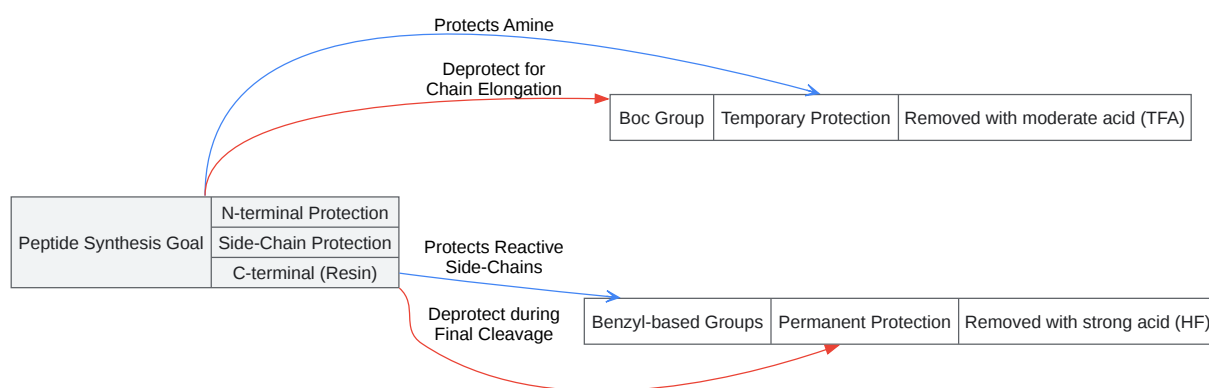 Protects Amine
Deprotect for
Chain Elongation
Boc Group Temporary Protection Removed with moderate acid (TFA)
Peptide Synthesis Goal
N-terminal Protection
Side-Chain Protection
C-terminal (Resin)
Protects Reactive
Side-Chains
Deprotect during
Final Cleavage
Benzyl-based Groups Permanent Protection Removed with strong acid (HF)